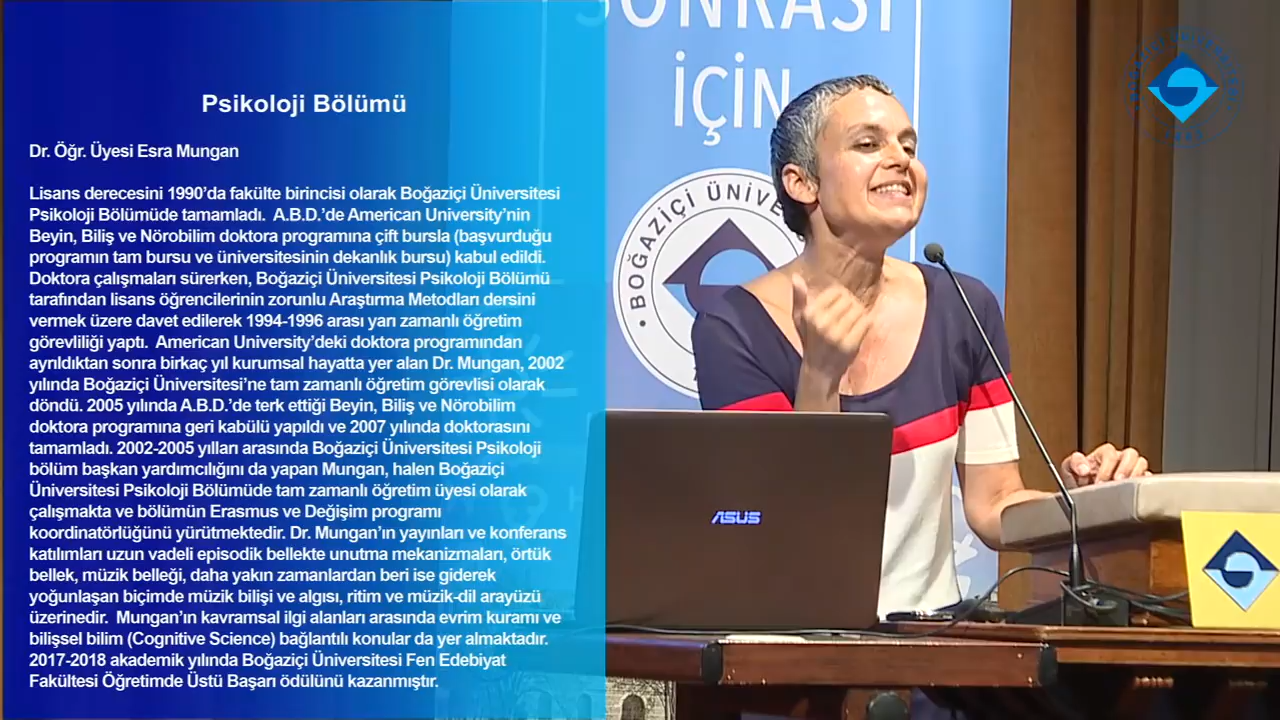 Psikoloji Bölümü
Dr. Öğr. Üyesi Esra Mungan
Lisans derecesini 1990’da fakülte birincisi olarak Boğaziçi Üniversitesi
Psikoloji Bölümüde tamamladı.  A.B.D.’de American University’nin
Beyin, Biliş ve Nörobilim doktora programına çift bursla (başvurduğu
programın tam bursu ve üniversitesinin dekanlık bursu) kabul edildi.
Doktora çalışmaları sürerken, Boğaziçi Üniversitesi Psikoloji Bölümü
tarafından lisans öğrencilerinin zorunlu Araştırma Metodları dersini
vermek üzere davet edilerek 1994-1996 arası yarı zamanlı öğretim
görevliliği yaptı.  American University’deki doktora programından
ayrıldıktan sonra birkaç yıl kurumsal hayatta yer alan Dr. Mungan, 2002
yılında Boğaziçi Üniversitesi’ne tam zamanlı öğretim görevlisi olarak
döndü. 2005 yılında A.B.D.’de terk ettiği Beyin, Biliş ve Nörobilim
doktora programına geri kabülü yapıldı ve 2007 yılında doktorasını
tamamladı. 2002-2005 yılları arasında Boğaziçi Üniversitesi Psikoloji
bölüm başkan yardımcılığını da yapan Mungan, halen Boğaziçi
Üniversitesi Psikoloji Bölümüde tam zamanlı öğretim üyesi olarak
çalışmakta ve bölümün Erasmus ve Değişim programı
koordinatörlüğünü yürütmektedir. Dr. Mungan’ın yayınları ve konferans
katılımları uzun vadeli episodik bellekte unutma mekanizmaları, örtük
bellek, müzik belleği, daha yakın zamanlardan beri ise giderek
yoğunlaşan biçimde müzik bilişi ve algısı, ritim ve müzik-dil arayüzü
üzerinedir.  Mungan’ın kavramsal ilgi alanları arasında evrim kuramı ve
bilişsel bilim (Cognitive Science) bağlantılı konular da yer almaktadır.
2017-2018 akademik yılında Boğaziçi Üniversitesi Fen Edebiyat
Fakültesi Öğretimde Üstü Başarı ödülünü kazanmıştır.
SONRASI
İÇİN
BOĞAZİÇİ ÜNİVE
ASUS
BOĞAZİÇİ ÜNİVERSİTESİ